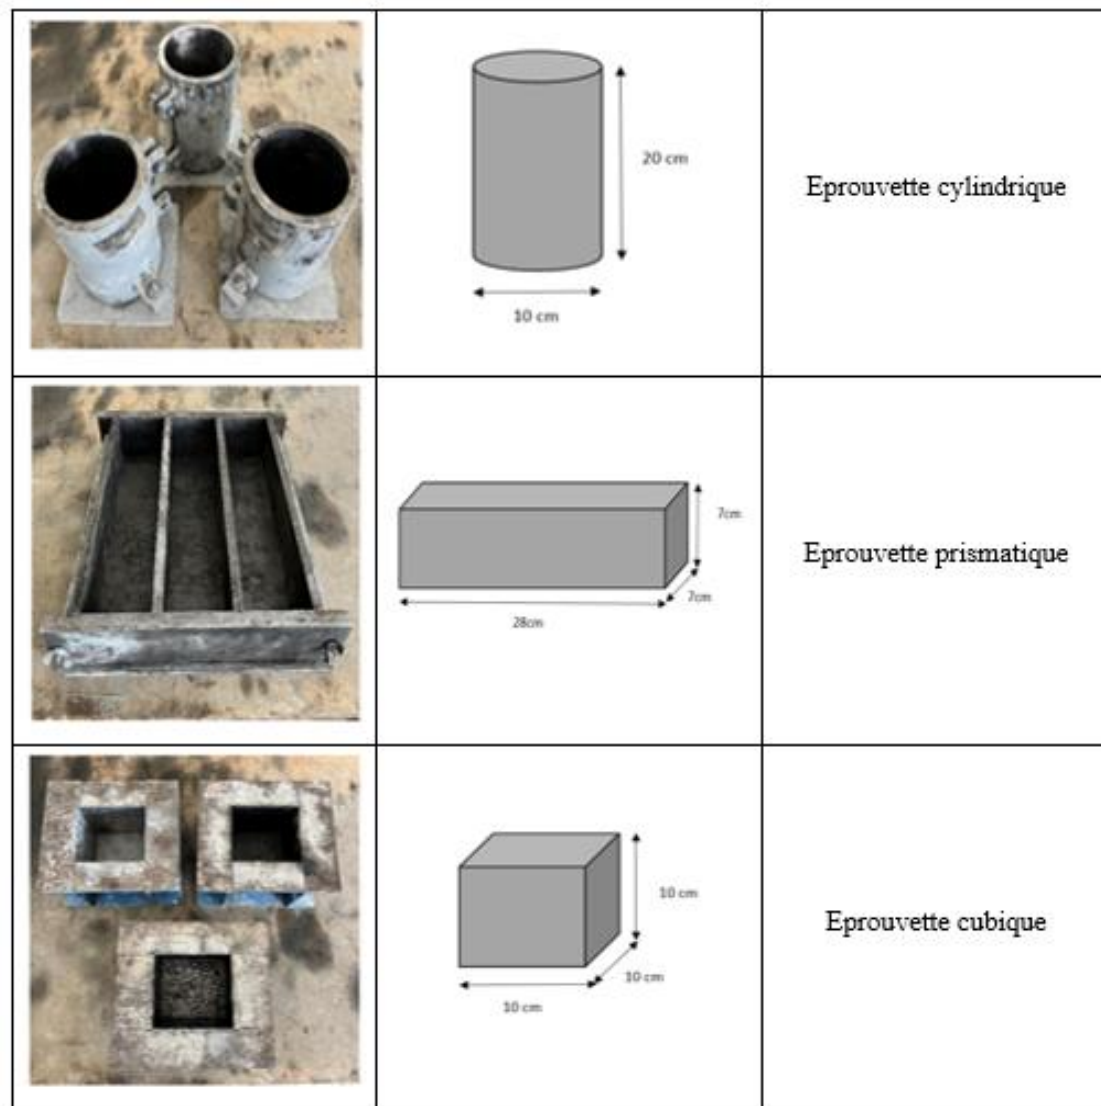 20 cm
10 cm
Eprouvette cylindrique
7cm
7cm
28cm
Eprouvette prismatique
10 cm
10 cm
10 cm
Eprouvette cubique